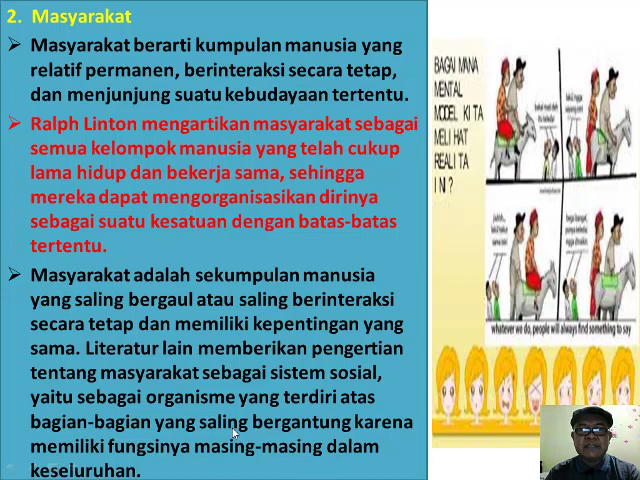 2. Masyarakat
Masyarakat berarti kumpulan manusia yang
relatif permanen, berinteraksi secara tetap,
dan menjunjung suatu kebudayaan tertentu.
Ralph Linton mengartikan masyarakat sebagai
semua kelompok manusia yang telah cukup
lama hidup dan bekerja sama, sehingga
mereka dapat mengorganisasikan dirinya
sebagai suatu kesatuan dengan batas-batas
tertentu.
Masyarakat adalah sekumpulan manusia
yang saling bergaul atau saling berinteraksi
secara tetap dan memiliki kepentingan yang
sama. Literatur lain memberikan pengertian
tentang masyarakat sebagai sistem sosial,
yaitu sebagai organisme yang terdiri atas
bagian-bagian yang saling bergantung karena
memiliki fungsinya masing-masing dalam
keseluruhan.
BAGAI MANA
MENTAL
MODEL KITA
MELIHAT
REALITA
INI?
whatever we do, people will always find something to say